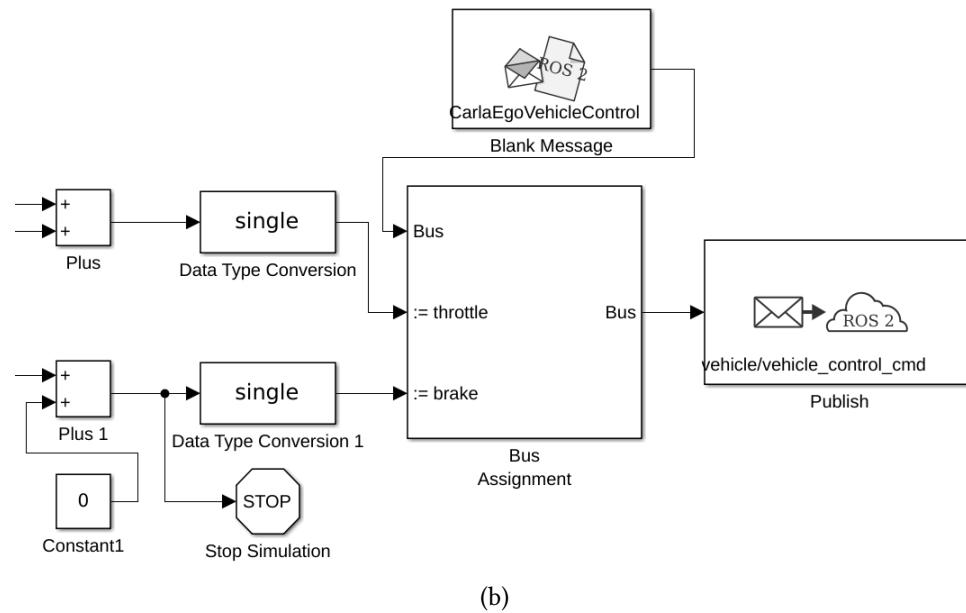 ROS 2
CarlaEgoVehicleControl
Blank Message
+
+
Plus
single
Data Type Conversion
Bus
:= throttle
:= brake
Bus
Bus
Assignment
ROS 2
vehicle/vehicle_control_cmd
Publish
+
+
Plus 1
single
Data Type Conversion 1
0
Constant1
STOP
Stop Simulation
(b)